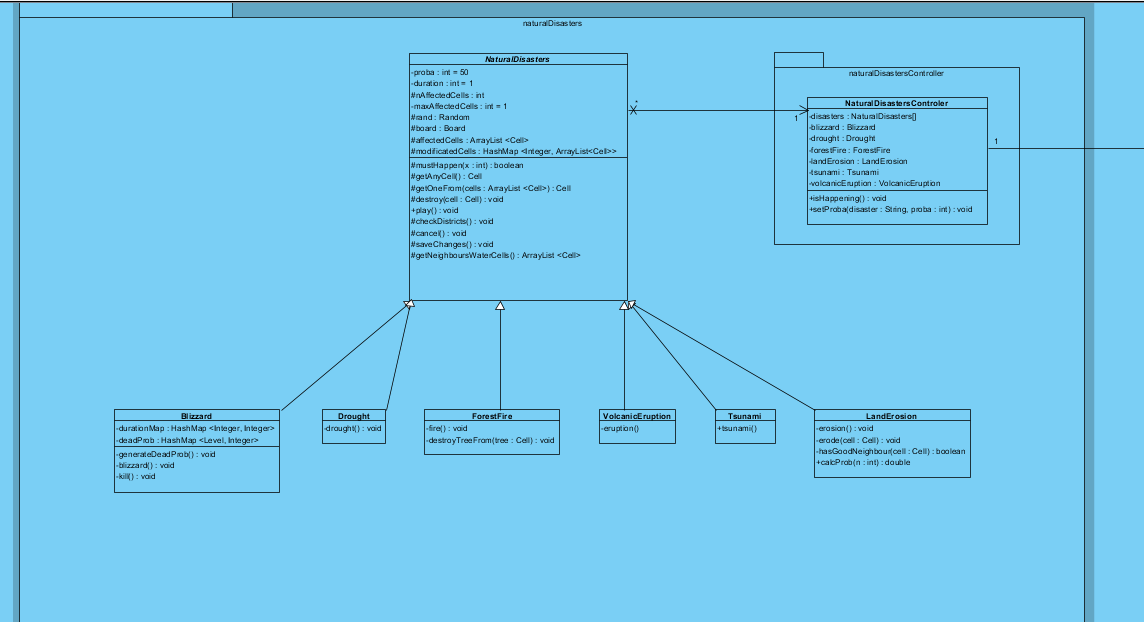 naturalDisasters
NaturalDisasters
-proba : int = 50
-duration : int = 1
#nAffectedCells : int
-maxAffectedCells : int = 1
#rand : Random
#board : Board
#affectedCells : ArrayList <Cell>
#modificatedCells : HashMap <Integer, ArrayList<Cell>>
#mustHappen(x : int) : boolean
#getAnyCell() : Cell
#getOneFrom(cells : ArrayList <Cell>) : Cell
#destroy(cell : Cell) : void
+play() : void
#checkDistricts() : void
#cancel() : void
#saveChanges() : void
#getNeighboursWaterCells() : ArrayList <Cell>
*
1
naturalDisastersController
NaturalDisastersControler
-disasters : NaturalDisasters[]
-blizzard : Blizzard
-drought : Drought
-forestFire : ForestFire
-landErosion : LandErosion
-tsunami : Tsunami
-volcanicEruption : VolcanicEruption
+isHappening() : void
+setProba(disaster : String, proba : int) : void
1
Blizzard
-durationMap : HashMap <Integer, Integer>
-deadProb : HashMap <Level, Integer>
-generateDeadProb() : void
-blizzard() : void
-kill() : void
Drought
-drought() : void
ForestFire
-fire() : void
-destroyTreeFrom(tree : Cell) : void
VolcanicEruption
-eruption()
Tsunami
+tsunami()
LandErosion
-erosion() : void
-erode(cell : Cell) : void
-hasGoodNeighbour(cell : Cell) : boolean
+calcProb(n : int) : double